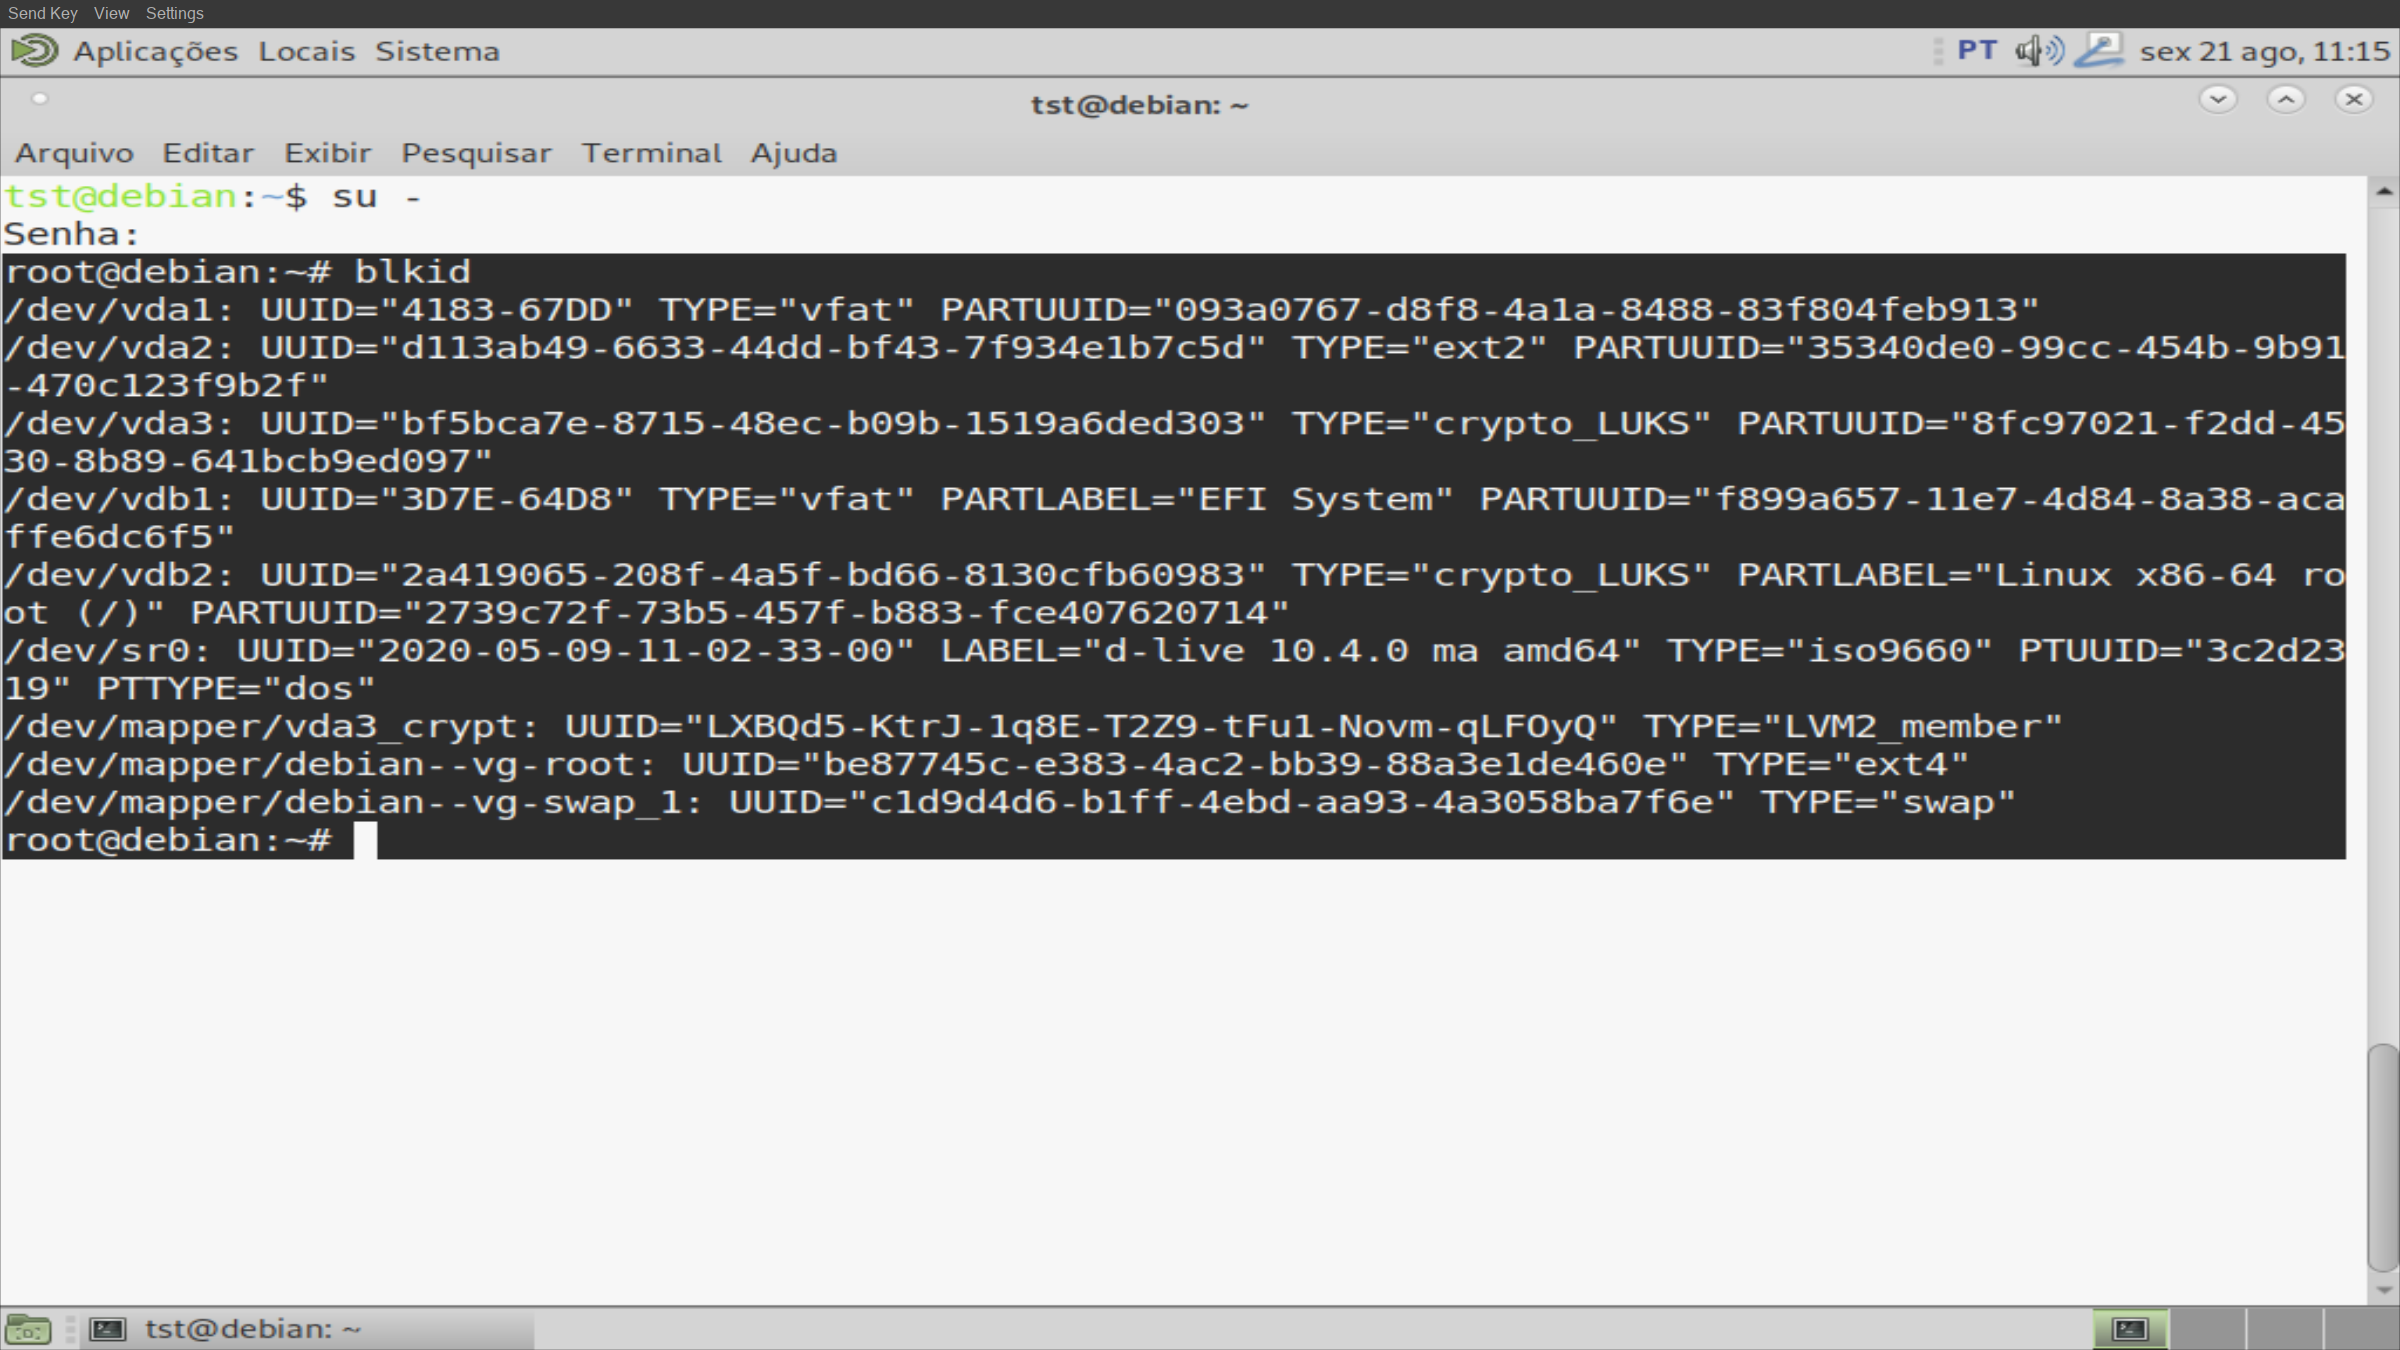 Send Key View Settings
Aplicações Locais Sistema PT sex 21 ago, 11:15
tst@debian: ~
Arquivo Editar Exibir Pesquisar Terminal Ajuda
tst@debian:~$ su -
Senha:
root@debian:~# blkid
/dev/vda1: UUID="4183-67DD" TYPE="vfat" PARTUUID="093a0767-d8f8-4a1a-8488-83f804feb913"
/dev/vda2: UUID="d113ab49-6633-44dd-bf43-7f934e1b7c5d" TYPE="ext2" PARTUUID="35340de0-99cc-454b-9b91
-470c123f9b2f"
/dev/vda3: UUID="bf5bca7e-8715-48ec-b09b-1519a6ded303" TYPE="crypto_LUKS" PARTUUID="8fc97021-f2dd-45
30-8b89-641bcb9ed097"
/dev/vdb1: UUID="3D7E-64D8" TYPE="vfat" PARTLABEL="EFI System" PARTUUID="f899a657-11e7-4d84-8a38-aca
ffe6dc6f5"
/dev/vdb2: UUID="2a419065-208f-4a5f-bd66-8130cfb60983" TYPE="crypto_LUKS" PARTLABEL="Linux x86-64 ro
ot (/)" PARTUUID="2739c72f-73b5-457f-b883-fce407620714"
/dev/sr0: UUID="2020-05-09-11-02-33-00" LABEL="d-live 10.4.0 ma amd64" TYPE="iso9660" PTUUID="3c2d23
19" PTTYPE="dos"
/dev/mapper/vda3_crypt: UUID="LXBQd5-KtrJ-1q8E-T2Z9-tFu1-Novm-qLFOyQ" TYPE="LVM2_member"
/dev/mapper/debian--vg-root: UUID="be87745c-e383-4ac2-bb39-88a3e1de460e" TYPE="ext4"
/dev/mapper/debian--vg-swap_1: UUID="c1d9d4d6-b1ff-4ebd-aa93-4a3058ba7f6e" TYPE="swap"
root@debian:~#
tst@debian: ~